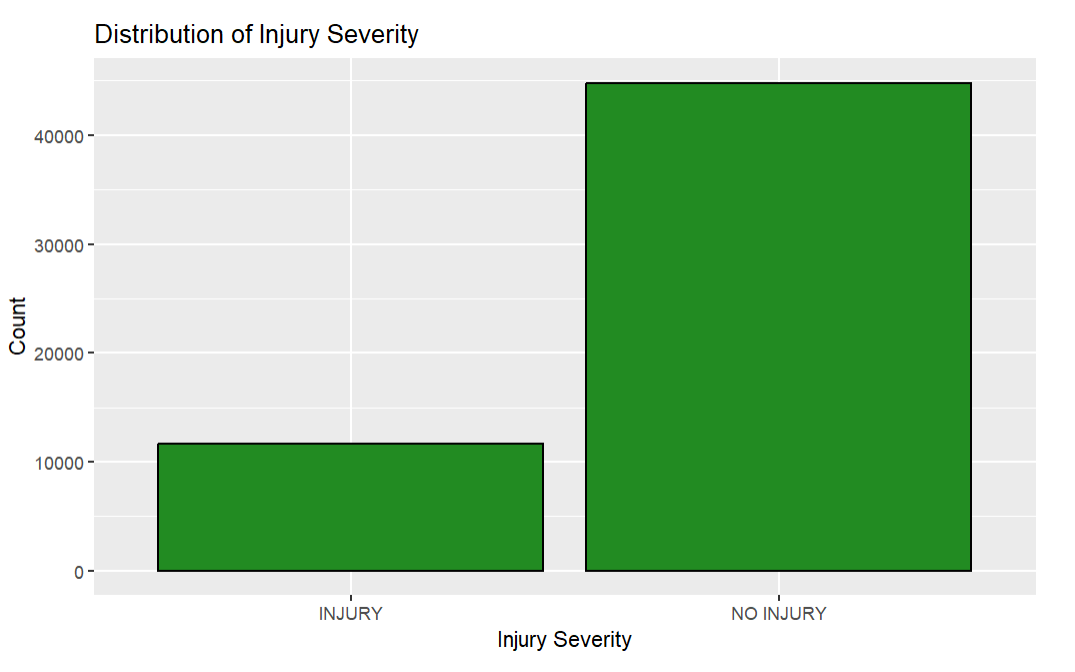 Distribution of Injury Severity
Count
40000
30000
20000
10000
0
INJURY
NO INJURY
Injury Severity